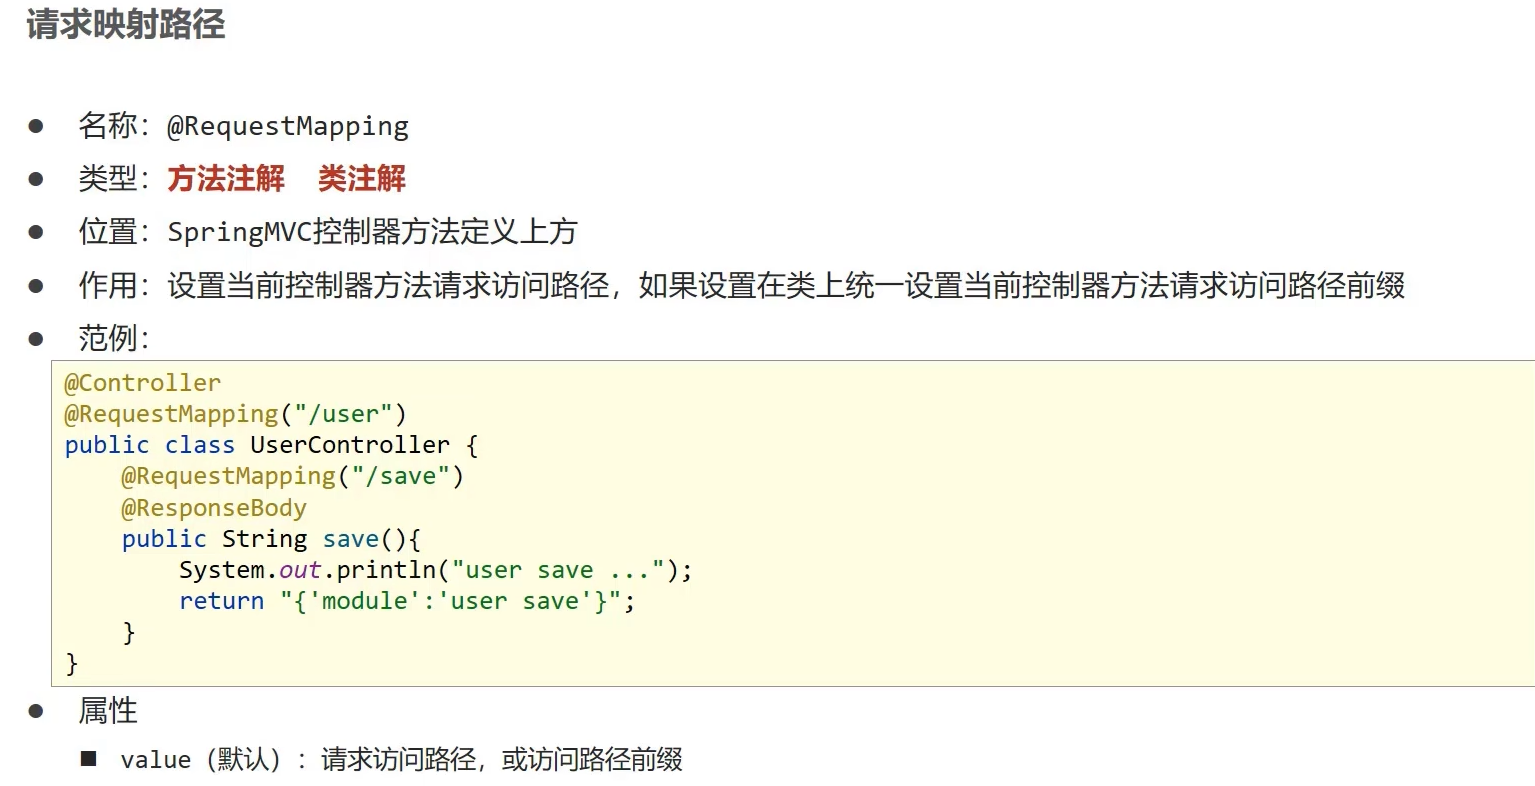 请求映射路径
● 名称：@RequestMapping
● 类型：方法注解 类注解
● 位置：SpringMVC控制器方法定义上方
● 作用：设置当前控制器方法请求访问路径，如果设置在类上统一设置当前控制器方法请求访问路径前缀
● 范例：
@Controller
@RequestMapping("/user")
public class UserController {
    @RequestMapping("/save")
    @ResponseBody
    public String save(){
        System.out.println("user save ...");
        return "{'module':'user save'}";
    }
}
● 属性
■ value（默认）：请求访问路径，或访问路径前缀